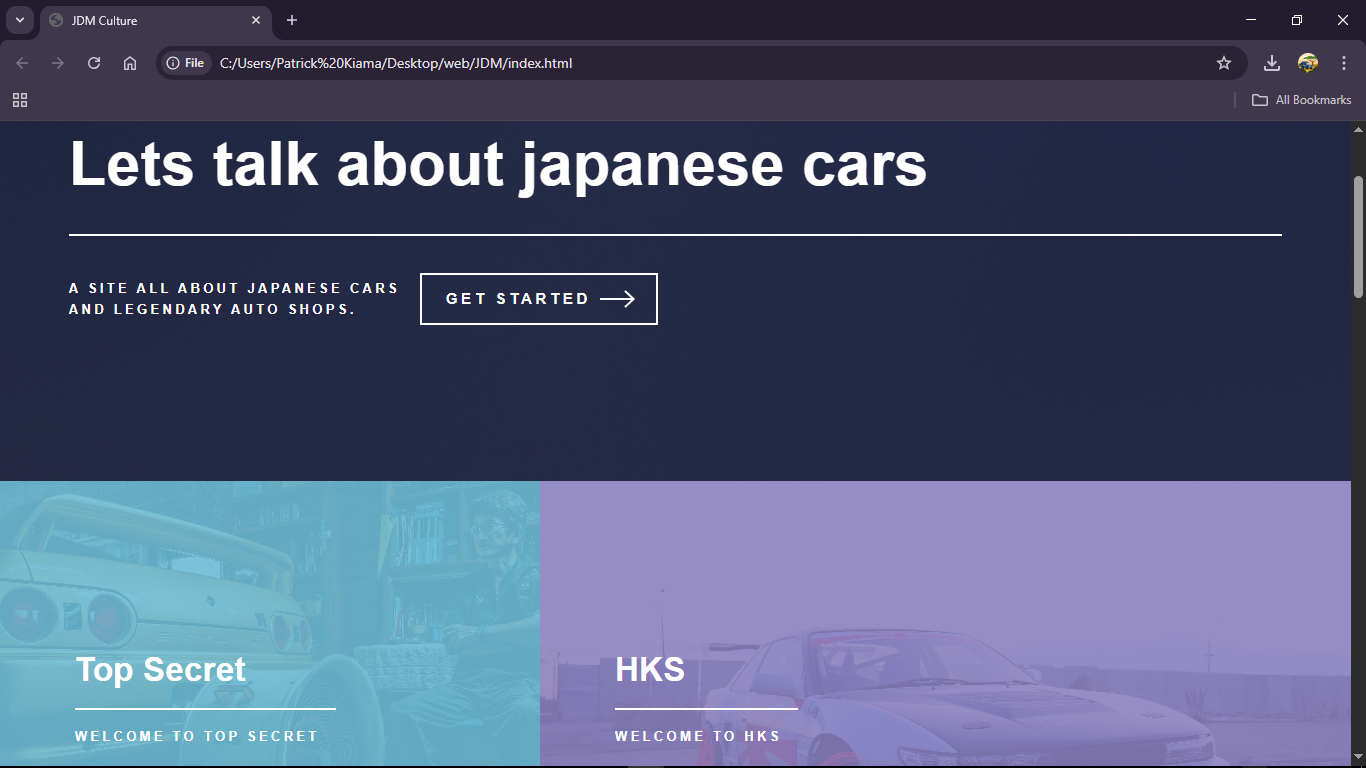 JDM Culture
File
C:/Users/Patrick%20Kiama/Desktop/web/JDM/index.html
All Bookmarks
Lets talk about japanese cars
A SITE ALL ABOUT JAPANESE CARS
AND LEGENDARY AUTO SHOPS.
GET STARTED
Top Secret
WELCOME TO TOP SECRET
HKS
WELCOME TO HKS